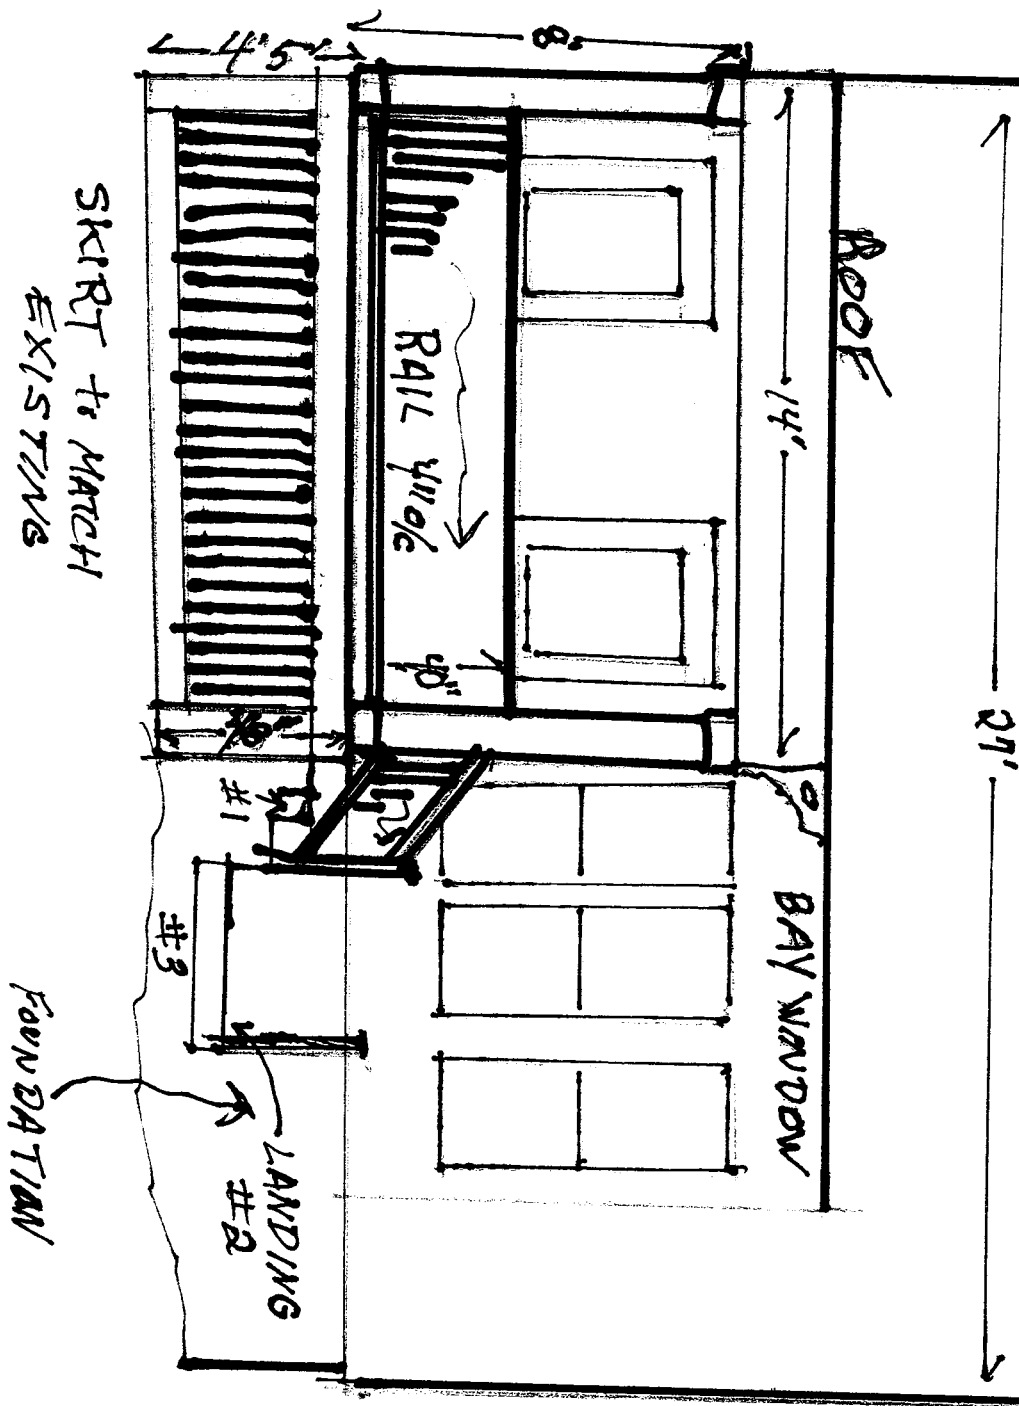 27'
ROOF
14'
BAY WINDOW
8'
RAIL 4" o/c
40"
4'5"
#1
LANDING
#2
#3
SKIRT to MATCH
EXISTING
FOUNDATION